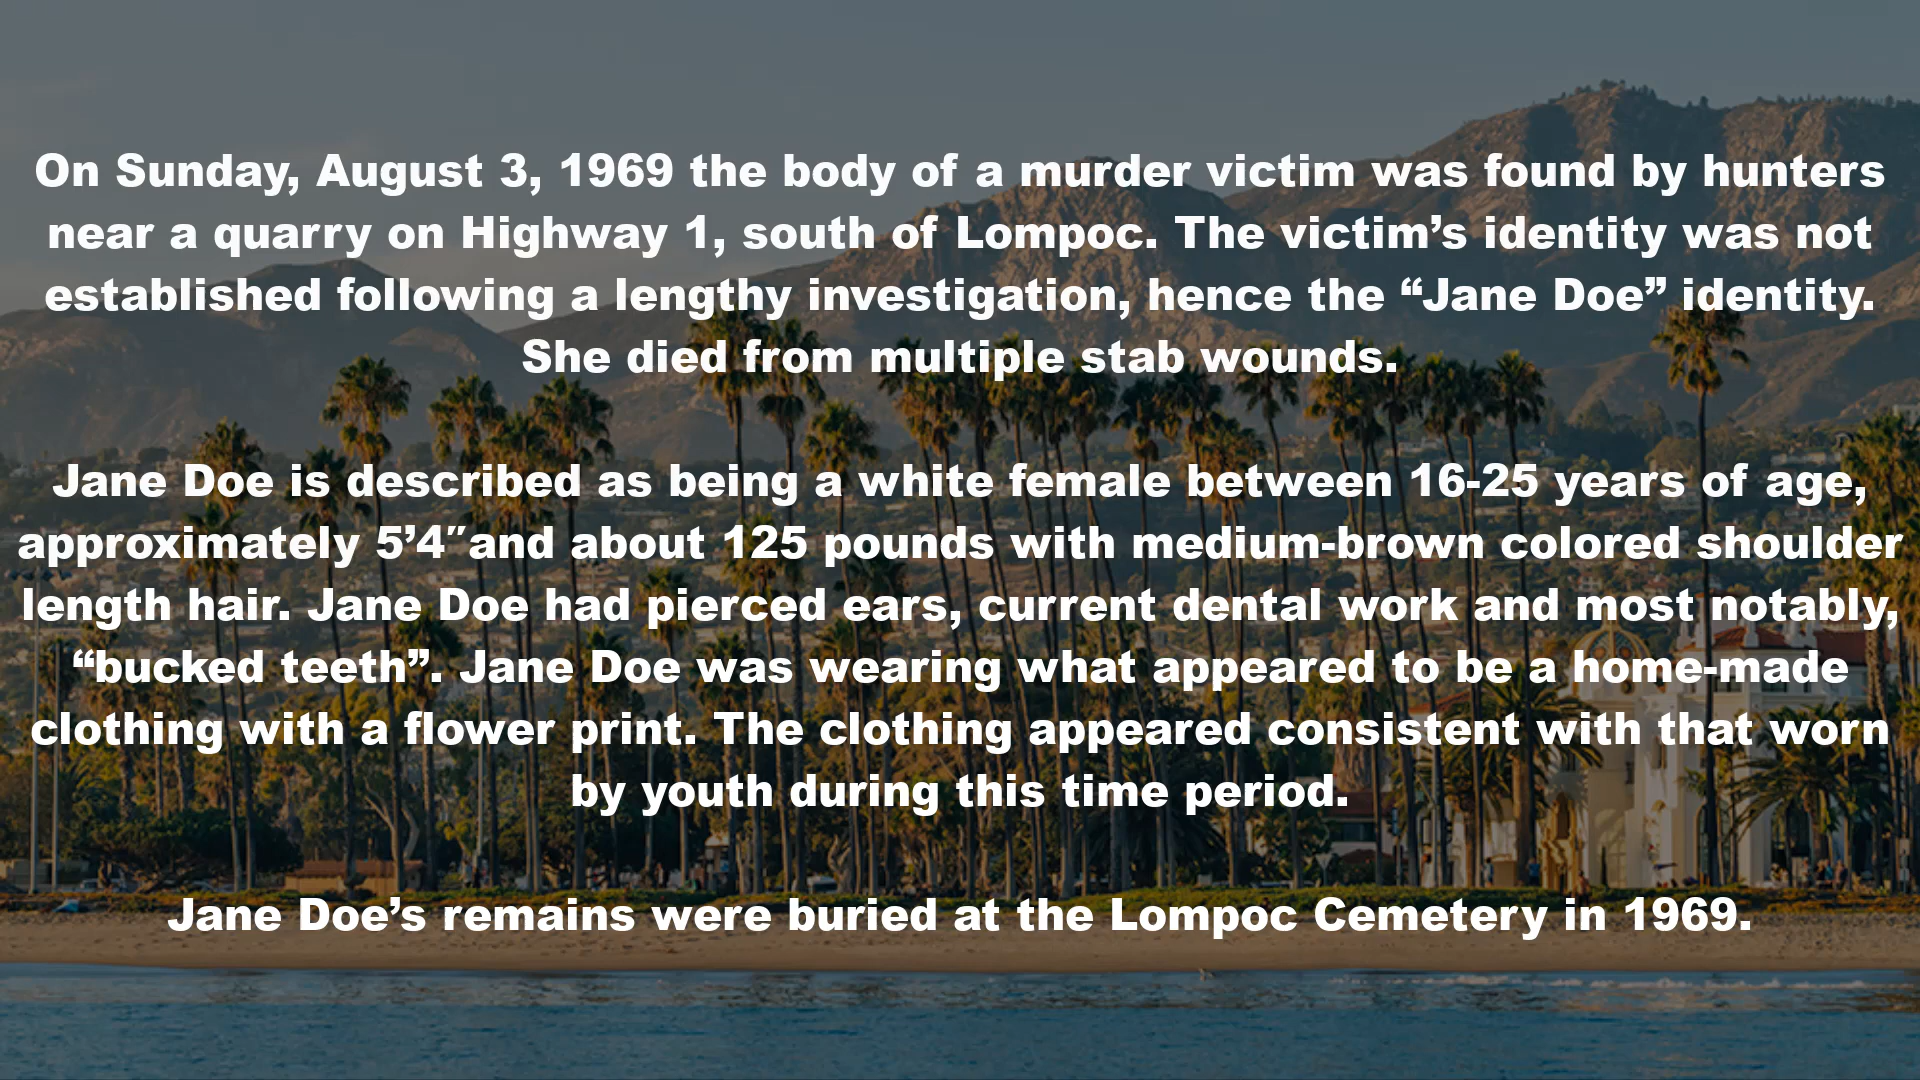 On Sunday, August 3, 1969 the body of a murder victim was found by hunters
near a quarry on Highway 1, south of Lompoc. The victim’s identity was not
established following a lengthy investigation, hence the “Jane Doe” identity.
She died from multiple stab wounds.
Jane Doe is described as being a white female between 16-25 years of age,
approximately 5’4″and about 125 pounds with medium-brown colored shoulder
length hair. Jane Doe had pierced ears, current dental work and most notably,
“bucked teeth”. Jane Doe was wearing what appeared to be a home-made
clothing with a flower print. The clothing appeared consistent with that worn
by youth during this time period.
Jane Doe’s remains were buried at the Lompoc Cemetery in 1969.